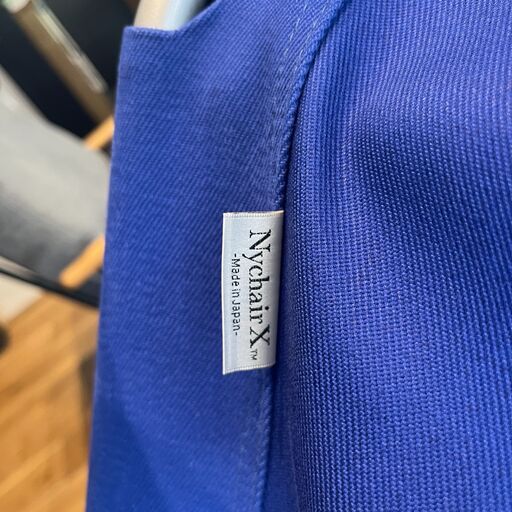 Nychair X™
-Made in Japan-